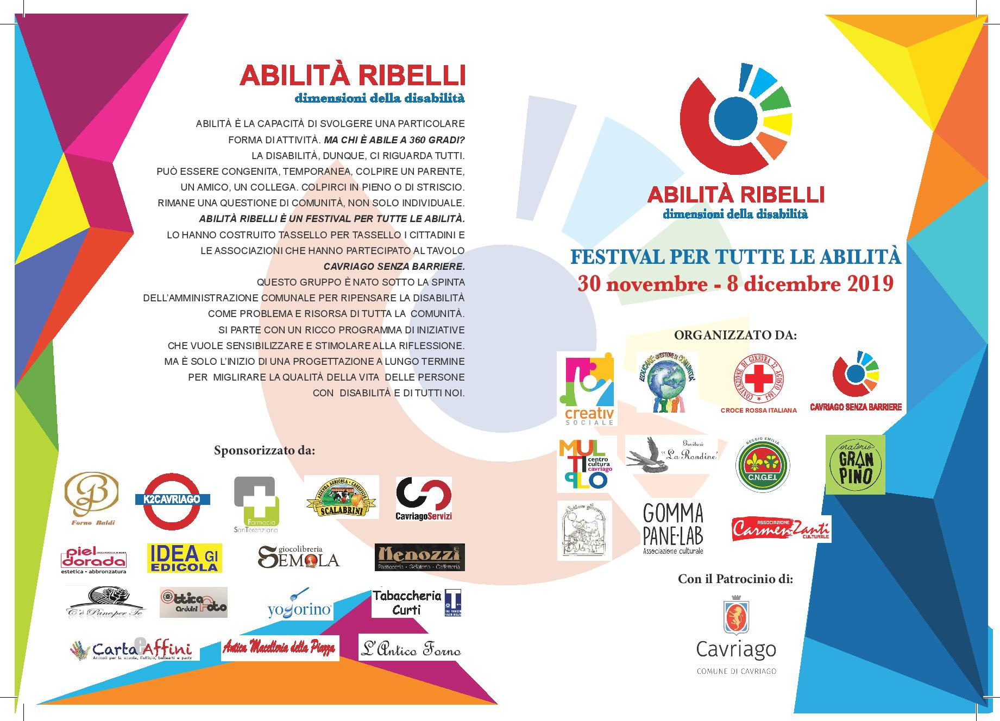 ABILITÀ RIBELLI
dimensioni della disabilità
ABILITÀ È LA CAPACITÀ DI SVOLGERE UNA PARTICOLARE
FORMA DI ATTIVITÀ. MA CHI È ABILE A 360 GRADI?
LA DISABILITÀ, DUNQUE, CI RIGUARDA TUTTI.
PUÒ ESSERE CONGENITA, TEMPORANEA, COLPIRE UN PARENTE,
UN AMICO, UN COLLEGA. COLPIRCI IN PIENO O DI STRISCIO.
RIMANE UNA QUESTIONE DI COMUNITÀ, NON SOLO INDIVIDUALE.
ABILITÀ RIBELLI È UN FESTIVAL PER TUTTE LE ABILITÀ.
LO HANNO COSTRUITO TASSELLO PER TASSELLO I CITTADINI E
LE ASSOCIAZIONI CHE HANNO PARTECIPATO AL TAVOLO
CAVRIAGO SENZA BARRIERE.
QUESTO GRUPPO È NATO SOTTO LA SPINTA
DELL'AMMINISTRAZIONE COMUNALE PER RIPENSARE LA DISABILITÀ
COME PROBLEMA E RISORSA DI TUTTA LA COMUNITÀ.
SI PARTE CON UN RICCO PROGRAMMA DI INIZIATIVE
CHE VUOLE SENSIBILIZZARE E STIMOLARE ALLA RIFLESSIONE.
MA È SOLO L'INIZIO DI UNA PROGETTAZIONE A LUNGO TERMINE
PER MIGLIRARE LA QUALITÀ DELLA VITA DELLE PERSONE
CON DISABILITÀ E DI TUTTI NOI.
Sponsorizzato da:
Forno Baldi
K2CAVRIAGO
Farmacia
SanTerenziano
AZIENDA AGRICOLA • CASEIFICIO
SCALABRINI
CavriagoServizi
piel
dorada
estetica • abbronzatura
IDEA GI
EDICOLA
giocolibreria
SEMOLA
Menozzi
Pasticceria • Gelateria • Caffetteria
C'è Paneper Te
Ottica Foto
arduini
yogorino
Tabaccheria
Curti
T
SALI TABACCHI
VALORI BOLLATI
Carta e Affini
Articoli per la scuola, l'ufficio, bellearti e party
Antica Macelleria della Piazza
L'Antico Forno
ABILITÀ RIBELLI
dimensioni della disabilità
FESTIVAL PER TUTTE LE ABILITÀ
30 novembre - 8 dicembre 2019
ORGANIZZATO DA:
creativ
SOCIALE
EDUCARE: QUESTIONE DI COMUNITA'
CONVENZIONE DI GINEVRA 22 AGOSTO 1864
CROCE ROSSA ITALIANA
CAVRIAGO SENZA BARRIERE
MULTIPLO
centro
cultura
cavriago
Genitori
"La Rondine"
REGGIO EMILIA
C.N.G.E.I.
oratorio
GRAN
PINO
GOMMA
PANE•LAB
Associazione culturale
ASSOCIAZIONE
Carmen Zanti
CULTURALE
Con il Patrocinio di:
Cavriago
COMUNE DI CAVRIAGO